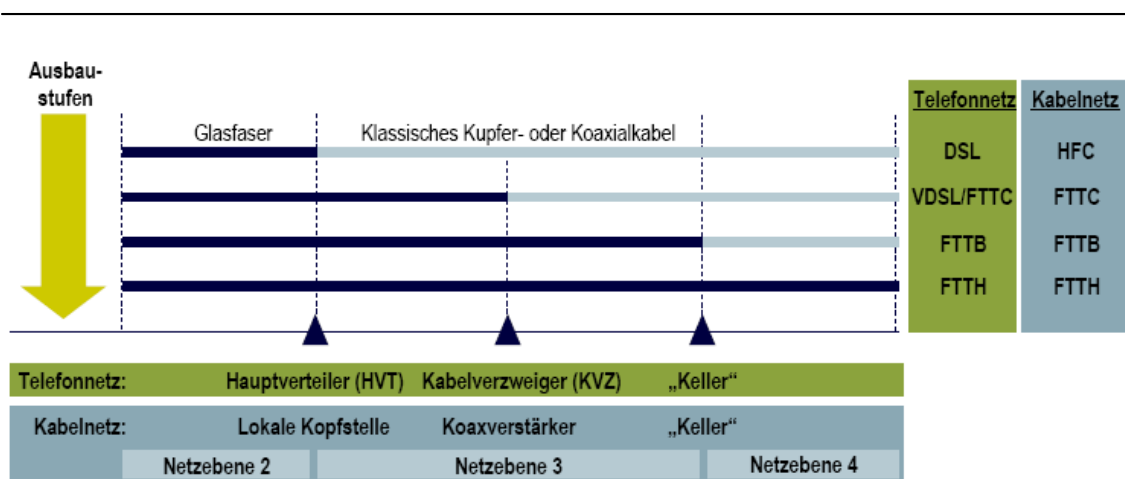 Ausbau-
stufen
Telefonnetz Kabelnetz
Glasfaser Klassisches Kupfer- oder Koaxialkabel
DSL HFC
VDSL/FTTC FTTC
FTTB FTTB
FTTH FTTH
Telefonnetz: Hauptverteiler (HVT) Kabelverzweiger (KVZ) „Keller“
Kabelnetz: Lokale Kopfstelle Koaxverstärker „Keller“
Netzebene 2 Netzebene 3 Netzebene 4